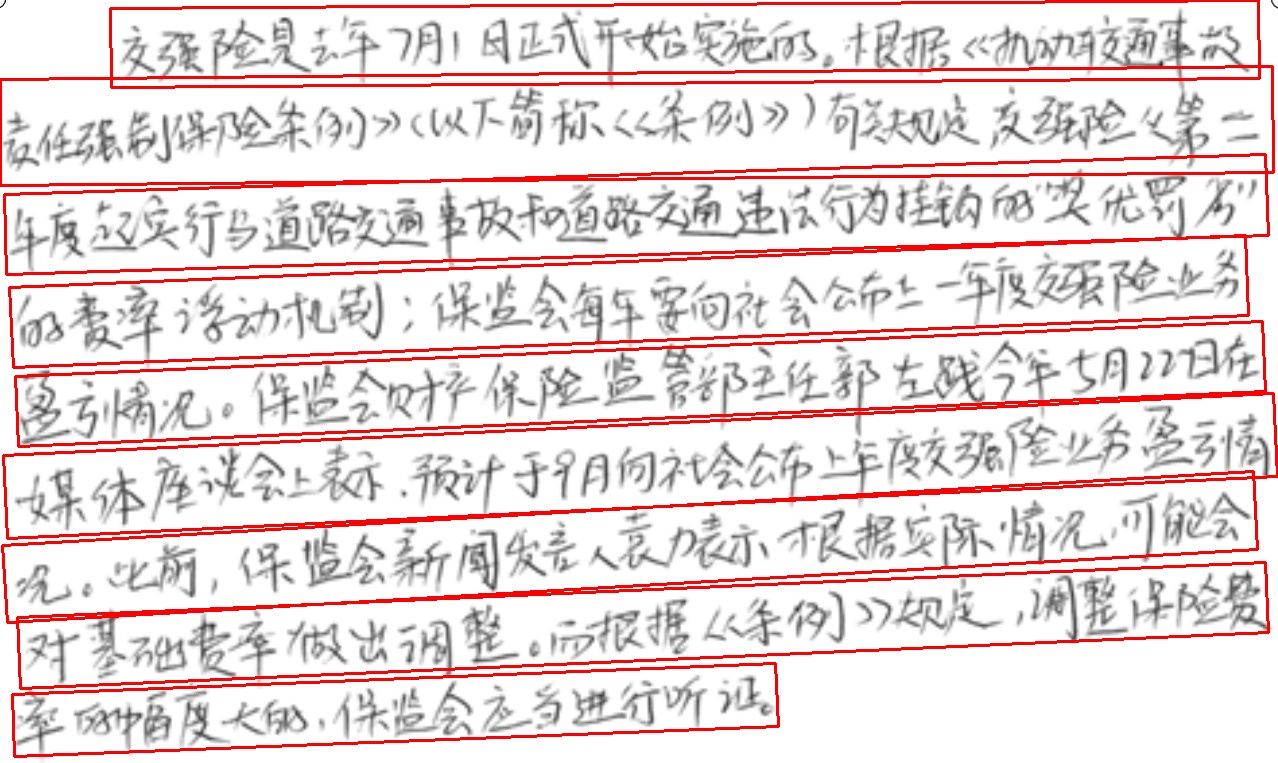 交强险是去年7月1日正式开始实施的。根据《机动车交通事故
责任强制保险条例》(以下简称《条例》)有关规定,交强险《第二
年度起实行与道路交通事故和道路交通违法行为挂钩的“奖优罚劣”
的费率浮动机制;保监会每年要向社会公布上一年度交强险业务
盈亏情况。保监会财产保险监管部主任郭左践今年5月22日在
媒体座谈会上表示,预计于9月向社会公布上年度交强险业务盈亏情
况。此前,保监会新闻发言人袁力表示,根据实际情况,可能会
对基础费率做出调整。而根据《条例》规定,调整保险费
率的幅度大的,保监会应当进行听证。